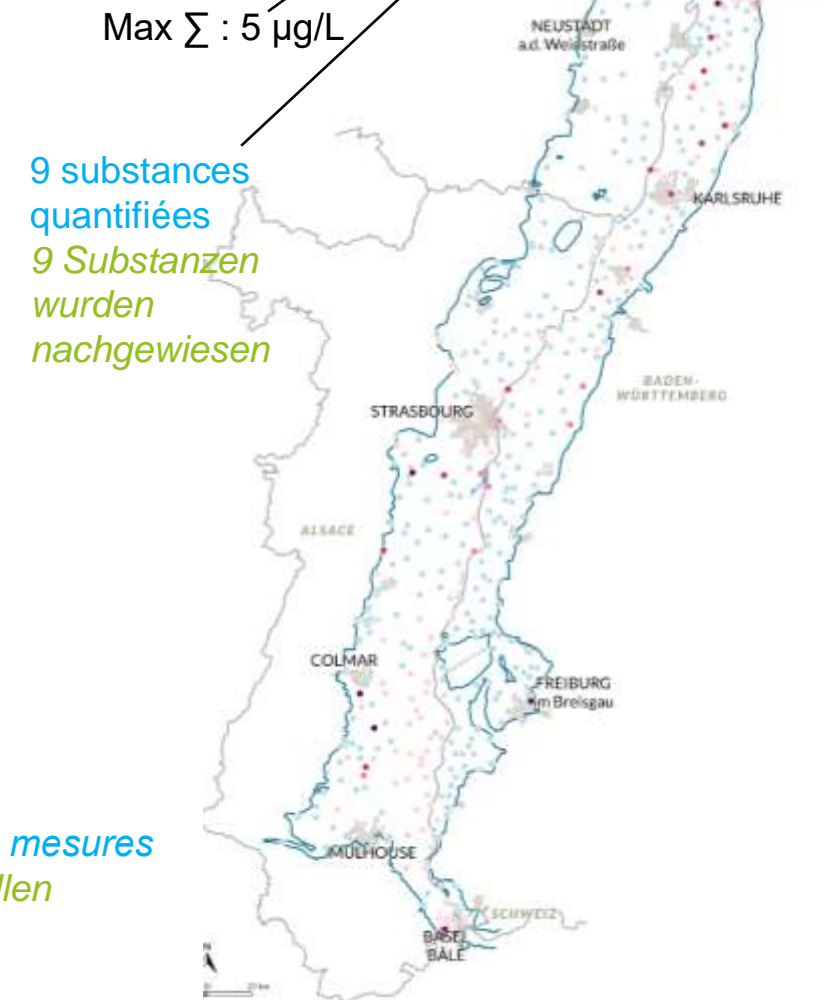 Max ∑ : 5 µg/L
NEUSTADT
a.d. Weinstraße
9 substances
quantifiées
9 Substanzen
wurden
nachgewiesen
KARLSRUHE
BADEN-
WÜRTTEMBERG
STRASBOURG
ALSACE
COLMAR
FREIBURG
im Breisgau
mesures
llen
MULHOUSE
SCHWEIZ
BASEL
BÂLE